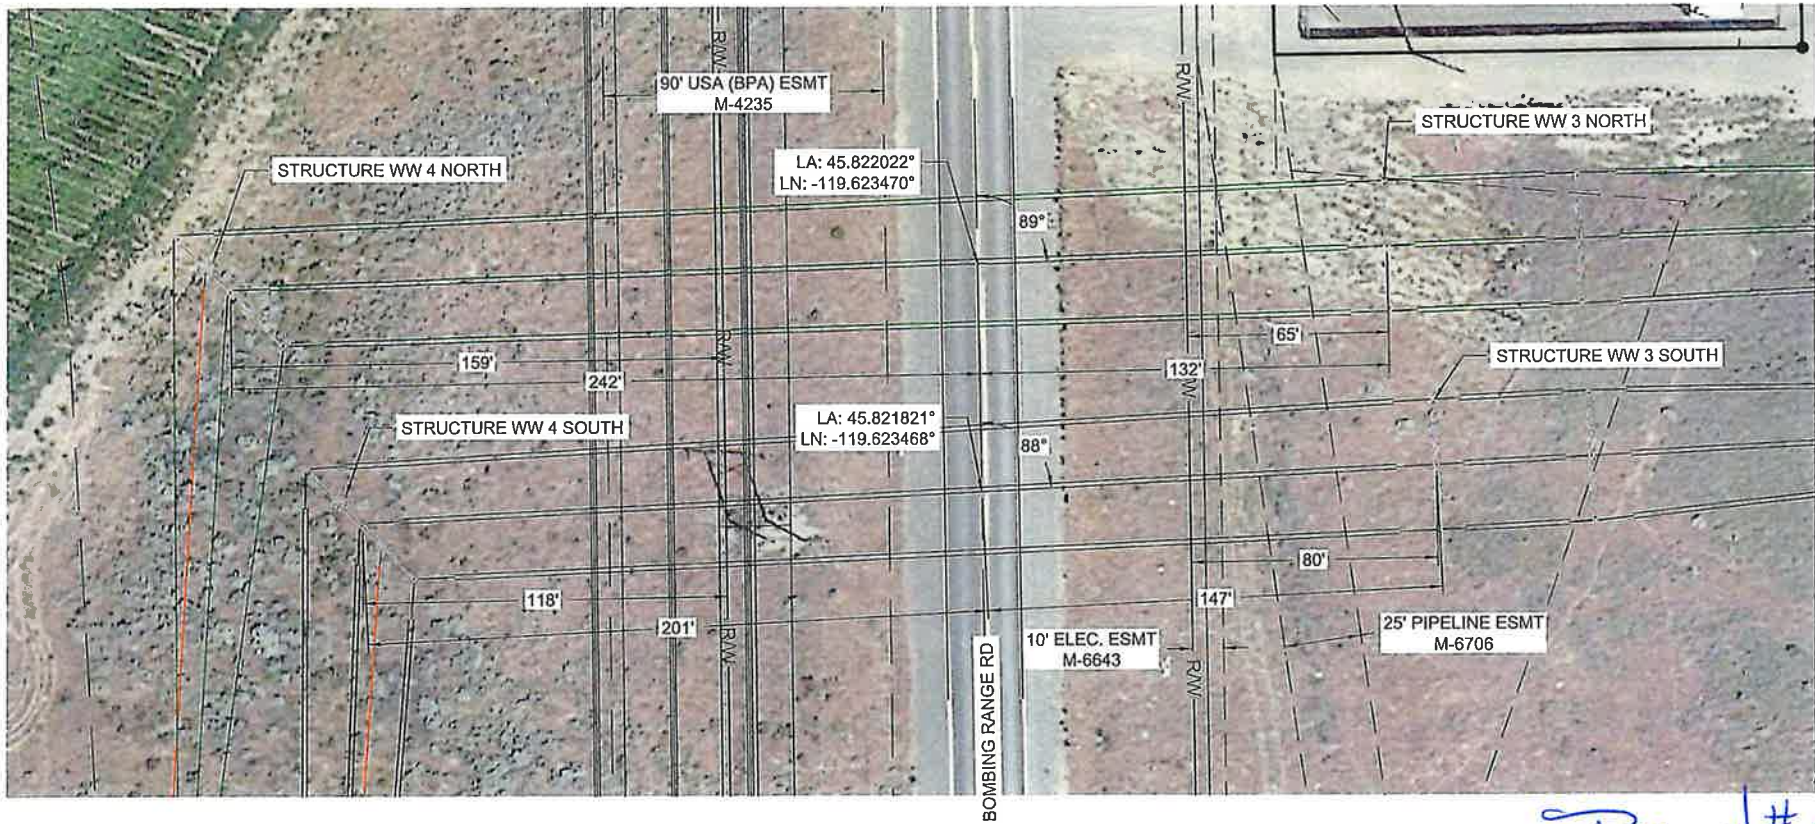 R/W
R/W
90' USA (BPA) ESMT
M-4235
STRUCTURE WW 3 NORTH
STRUCTURE WW 4 NORTH
LA: 45.822022°
LN: -119.623470°
89°
65'
R/W
159'
242'
132'
R/W
STRUCTURE WW 3 SOUTH
STRUCTURE WW 4 SOUTH
LA: 45.821821°
LN: -119.623468°
88°
80'
118'
147'
201'
R/W
10' ELEC. ESMT
M-6643
25' PIPELINE ESMT
M-6706
R/W
BOMBING RANGE RD